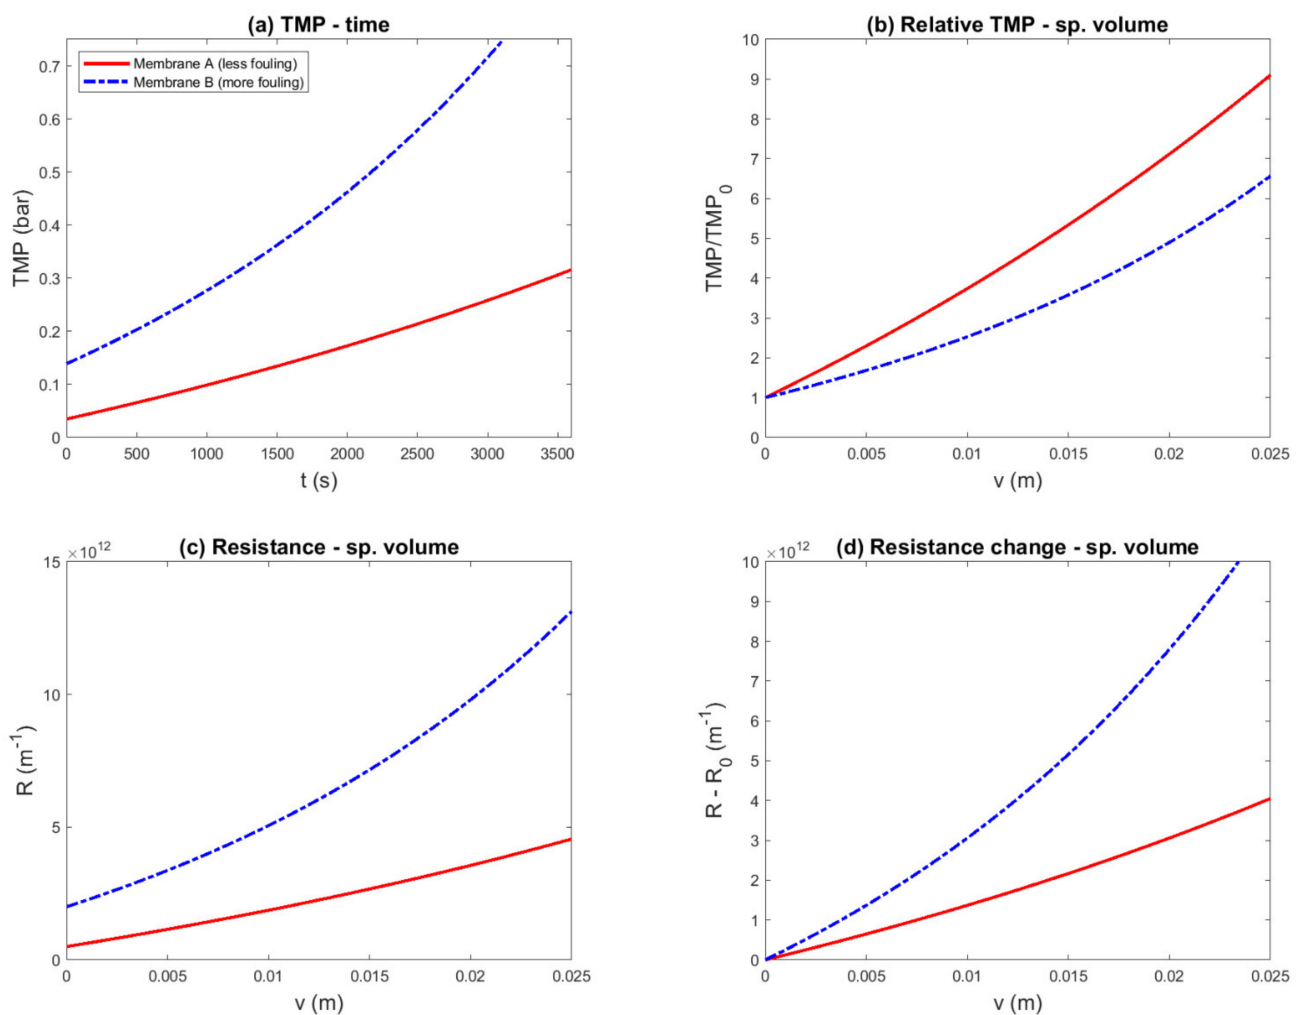 (a) TMP - time
Membrane A (less fouling)
Membrane B (more fouling)
TMP (bar)
0.7
0.6
0.5
0.4
0.3
0.2
0.1
0
0 500 1000 1500 2000 2500 3000 3500
t (s)
(b) Relative TMP - sp. volume
TMP/TMP₀
10
9
8
7
6
5
4
3
2
1
0
0 0.005 0.01 0.015 0.02 0.025
v (m)
(c) Resistance - sp. volume
×10¹²
R (m⁻¹)
15
10
5
0
0 0.005 0.01 0.015 0.02 0.025
v (m)
(d) Resistance change - sp. volume
×10¹²
R - R₀ (m⁻¹)
10
9
8
7
6
5
4
3
2
1
0
0 0.005 0.01 0.015 0.02 0.025
v (m)